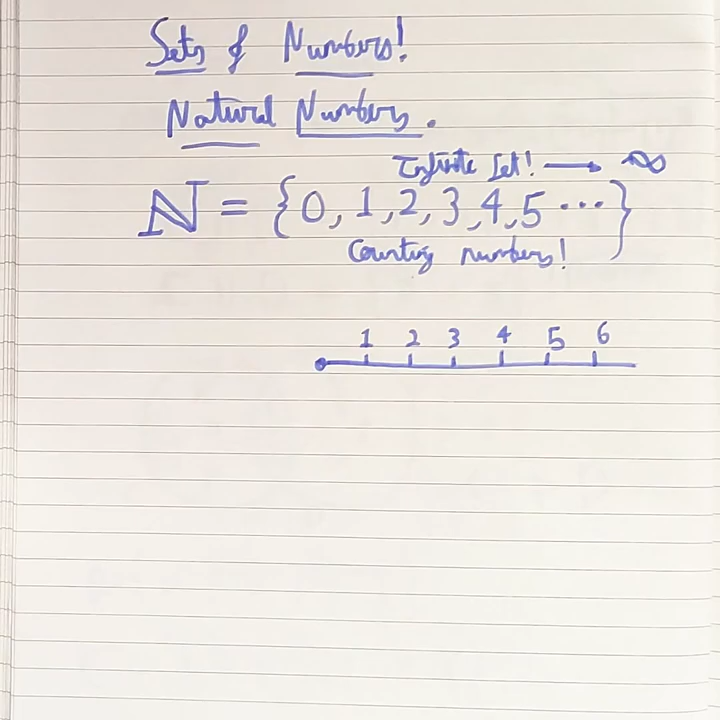 Sets of Numbers!
Natural Numbers.
Infinite Set! → ∞
ℕ = {0, 1, 2, 3, 4, 5 ...}
Counting numbers!
1 2 3 4 5 6